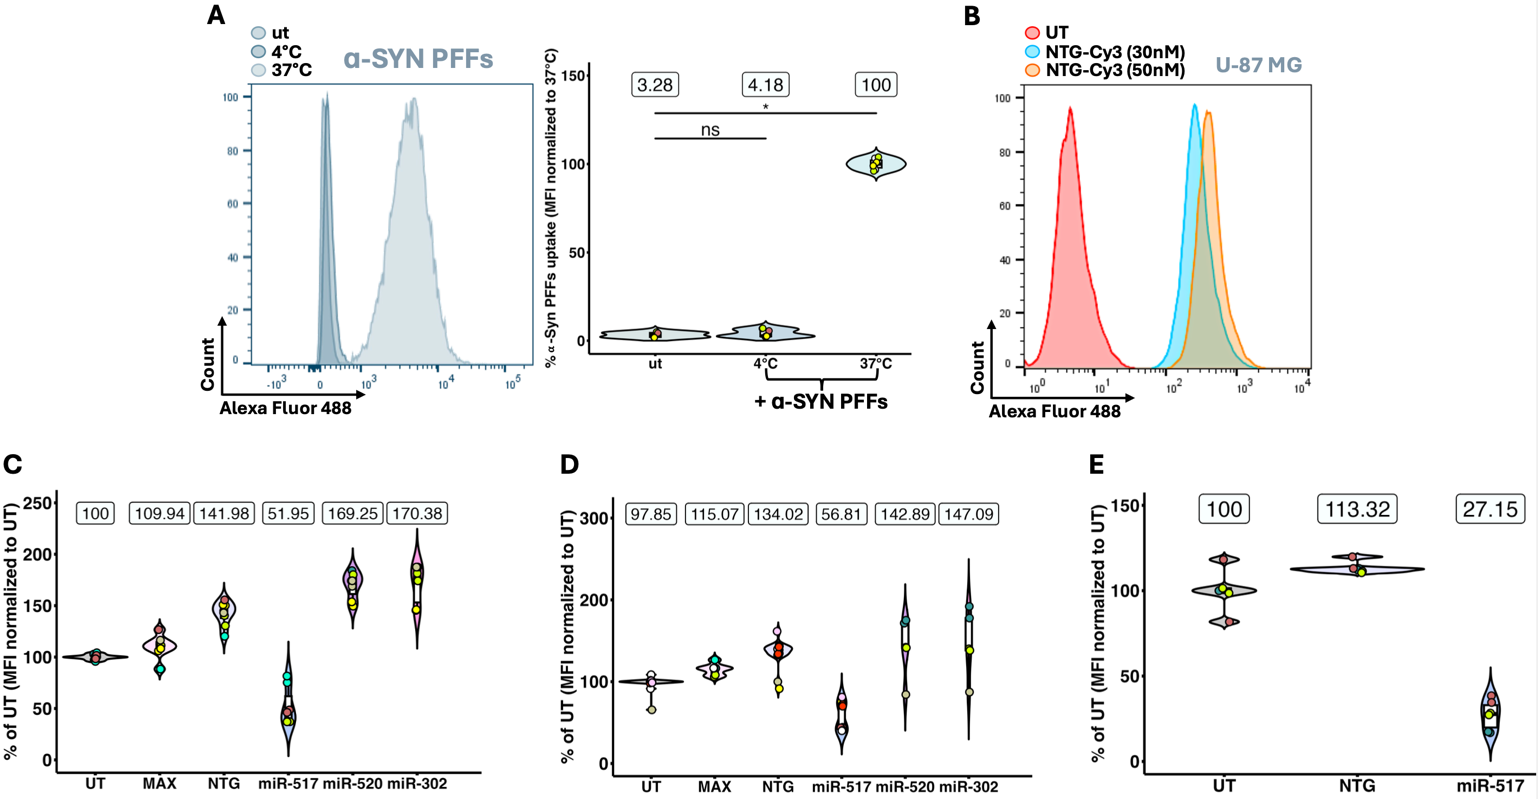 A
ut
4°C
37°C
α-SYN PFFs
100
80
60
40
20
0
-10³ 0 10³ 10⁴ 10⁵
Count
Alexa Fluor 488
% α-Syn PFFs uptake (MFI normalized to 37°C)
150
100
50
0
3.28 4.18 100
*
ns
ut 4°C 37°C
+ α-SYN PFFs
B
UT
NTG-Cy3 (30nM)
NTG-Cy3 (50nM)
U-87 MG
100
80
60
40
20
0
10⁰ 10¹ 10² 10³ 10⁴
Count
Alexa Fluor 488
C
% of UT (MFI normalized to UT)
250
200
150
100
50
0
100 109.94 141.98 51.95 169.25 170.38
UT MAX NTG miR-517 miR-520 miR-302
D
% of UT (MFI normalized to UT)
300
200
100
0
97.85 115.07 134.02 56.81 142.89 147.09
UT MAX NTG miR-517 miR-520 miR-302
E
% of UT (MFI normalized to UT)
150
100
50
0
100 113.32 27.15
UT NTG miR-517